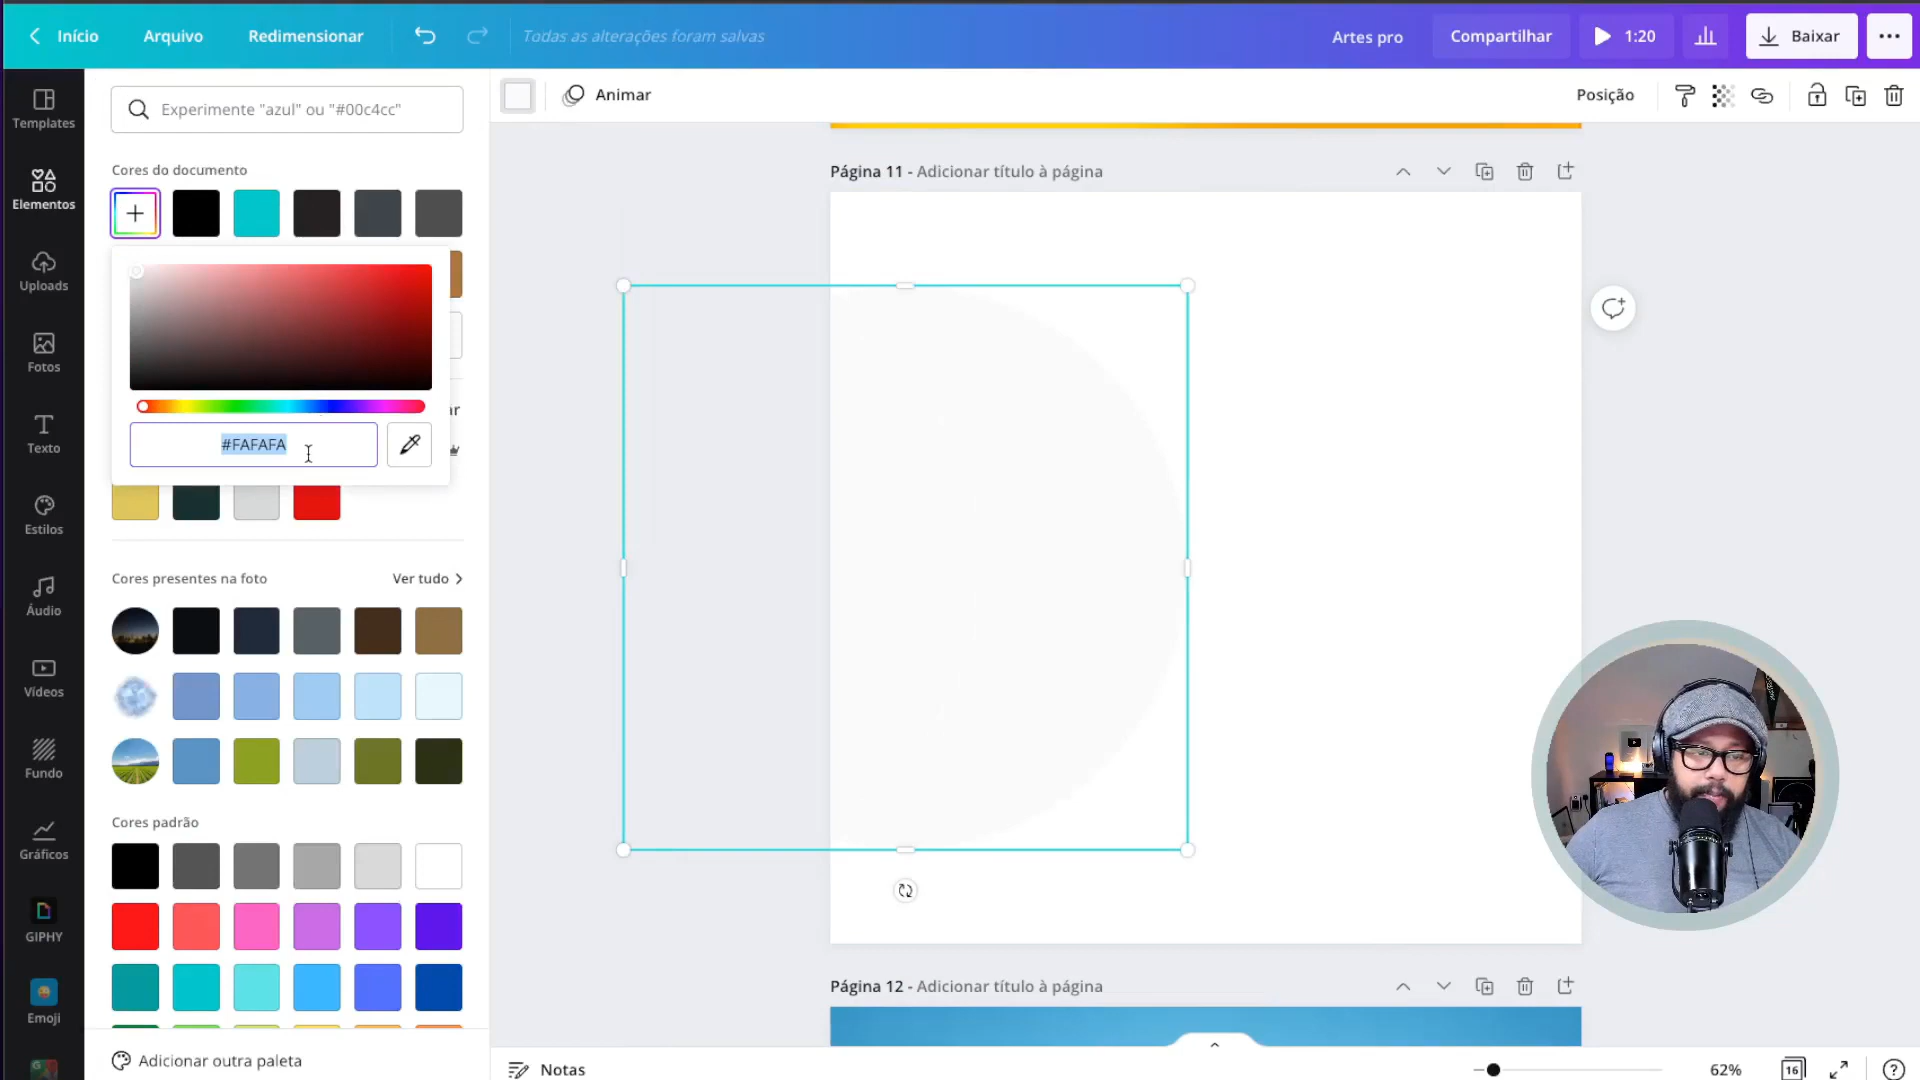 Início
Arquivo
Redimensionar
Todas as alterações foram salvas
Artes pro
Compartilhar
1:20
Baixar
Templates
Elementos
Uploads
Fotos
Texto
Estilos
Áudio
Vídeos
Fundo
Gráficos
GIPHY
Emoji
Experimente "azul" ou "#00c4cc"
Cores do documento
#FAFAFA
ar
Cores presentes na foto
Ver tudo
Cores padrão
Adicionar outra paleta
Animar
Posição
Página 11 - Adicionar título à página
Página 12 - Adicionar título à página
Notas
62%
16